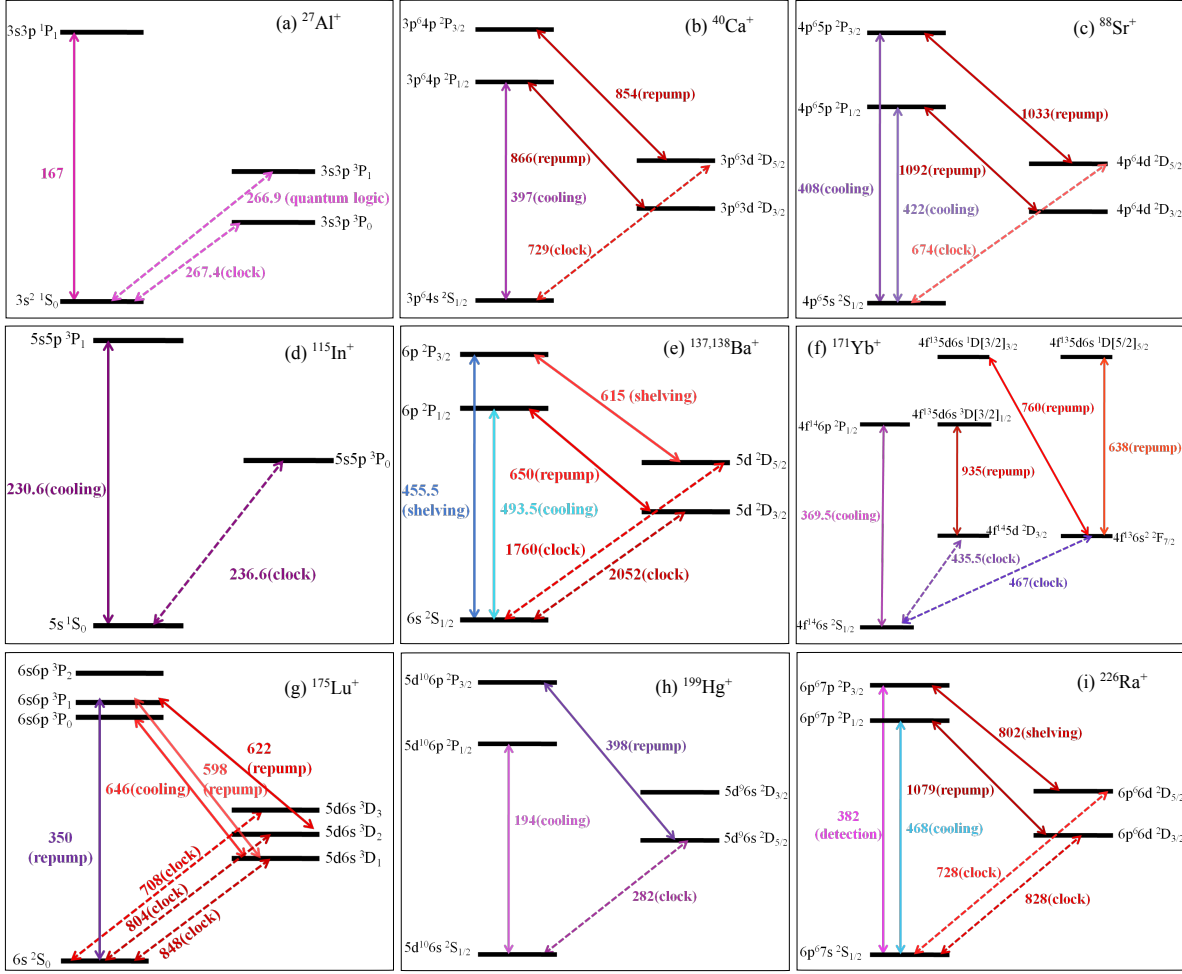 (a) ²⁷Al⁺
3s3p ¹P₁
167
3s3p ³P₁
266.9 (quantum logic)
3s3p ³P₀
267.4(clock)
3s² ¹S₀
(b) ⁴⁰Ca⁺
3p⁶4p ²P₃/₂
3p⁶4p ²P₁/₂
854(repump)
866(repump)
3p⁶3d ²D₅/₂
397(cooling)
3p⁶3d ²D₃/₂
729(clock)
3p⁶4s ²S₁/₂
(c) ⁸⁸Sr⁺
4p⁶5p ²P₃/₂
4p⁶5p ²P₁/₂
1033(repump)
1092(repump)
4p⁶4d ²D₅/₂
408(cooling)
422(cooling)
4p⁶4d ²D₃/₂
674(clock)
4p⁶5s ²S₁/₂
(d) ¹¹⁵In⁺
5s5p ³P₁
5s5p ³P₀
230.6(cooling)
236.6(clock)
5s ¹S₀
(e) ¹³⁷,¹³⁸Ba⁺
6p ²P₃/₂
615 (shelving)
6p ²P₁/₂
5d ²D₅/₂
650(repump)
455.5
(shelving)
493.5(cooling)
5d ²D₃/₂
1760(clock)
2052(clock)
6s ²S₁/₂
(f) ¹⁷¹Yb⁺
4f¹³5d6s ¹D[3/2]₃/₂
4f¹³5d6s ¹D[5/2]₅/₂
760(repump)
4f¹³5d6s ³D[3/2]₁/₂
4f¹⁴6p ²P₁/₂
638(repump)
935(repump)
369.5(cooling)
4f¹⁴5d ²D₃/₂
4f¹³6s² ²F₇/₂
435.5(clock)
467(clock)
4f¹⁴6s ²S₁/₂
(g) ¹⁷⁵Lu⁺
6s6p ³P₂
6s6p ³P₁
6s6p ³P₀
622
(repump)
598
(repump)
646(cooling)
5d6s ³D₃
5d6s ³D₂
350
(repump)
5d6s ³D₁
708(clock)
804(clock)
848(clock)
6s ²S₀
(h) ¹⁹⁹Hg⁺
5d¹⁰6p ²P₃/₂
5d¹⁰6p ²P₁/₂
398(repump)
5d⁹6s ²D₃/₂
194(cooling)
5d⁹6s ²D₅/₂
282(clock)
5d¹⁰6s ²S₁/₂
(i) ²²⁶Ra⁺
6p⁶7p ²P₃/₂
6p⁶7p ²P₁/₂
802(shelving)
1079(repump)
6p⁶6d ²D₅/₂
382
(detection)
468(cooling)
6p⁶6d ²D₃/₂
728(clock)
828(clock)
6p⁶7s ²S₁/₂